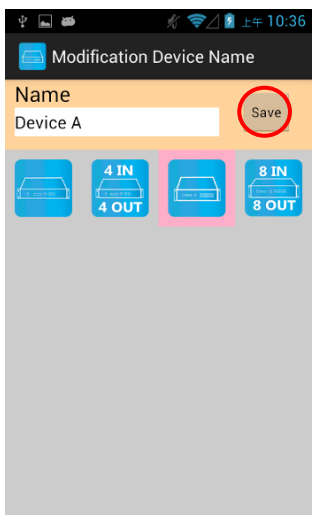 上午 10:36
Modification Device Name
Name
Device A
Save
4 IN
4 OUT
8 IN
8 OUT